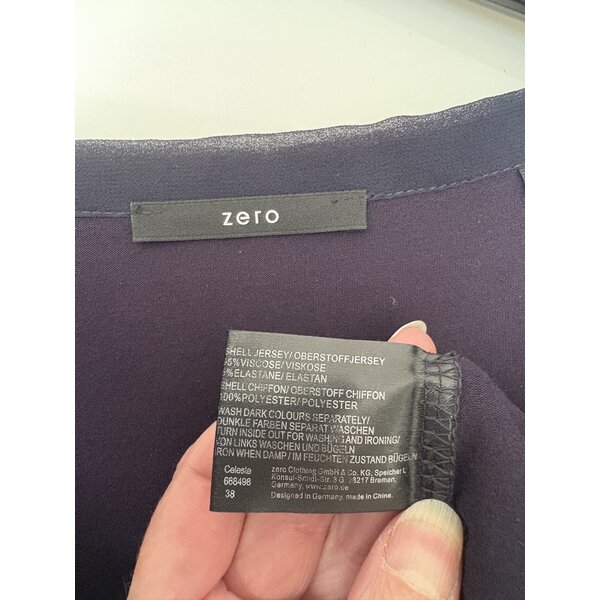 zero
SHELL JERSEY/ OBERSTOFFJERSEY
95%VISCOSE/ VISKOSE
5%ELASTANE/ ELASTAN
SHELL CHIFFON/ OBERSTOFF CHIFFON
100%POLYESTER/ POLYESTER
WASH DARK COLOURS SEPARATELY/
DUNKLE FARBEN SEPARAT WASCHEN
TURN INSIDE OUT FOR WASHING AND IRONING/
VON LINKS WASCHEN UND BÜGELN
IRON WHEN DAMP / IM FEUCHTEN ZUSTAND BÜGELN
Celeste
668498
38
zero Clothing GmbH & Co. KG, Speicher I,
Konsul-Smidt-Str. 8 G, 28217 Bremen,
Germany, www.zero.de
Designed in Germany, made in China.